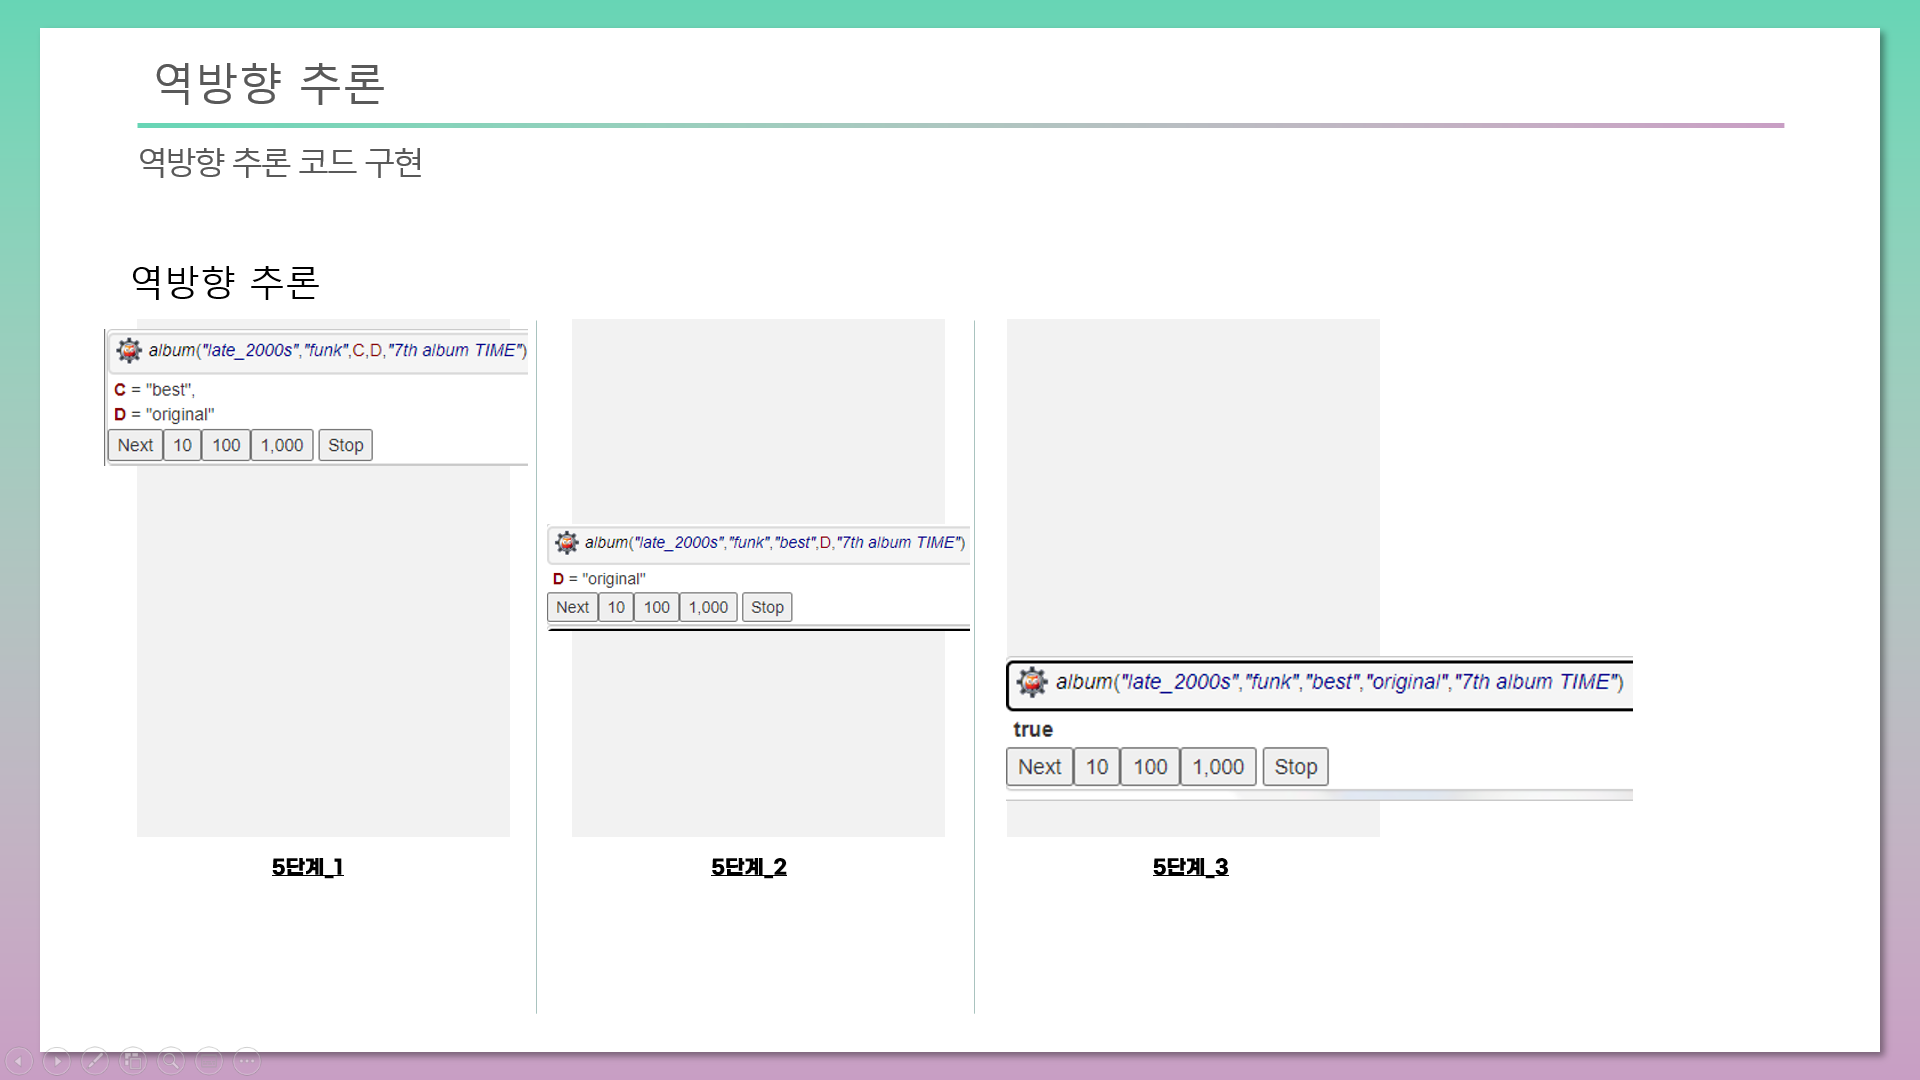 역방향 추론
역방향 추론 코드 구현
역방향 추론
album("late_2000s","funk",C,D,"7th album TIME")
C = "best",
D = "original"
Next 10 100 1,000 Stop
5단계_1
album("late_2000s","funk","best",D,"7th album TIME")
D = "original"
Next 10 100 1,000 Stop
5단계_2
album("late_2000s","funk","best","original","7th album TIME")
true
Next 10 100 1,000 Stop
5단계_3